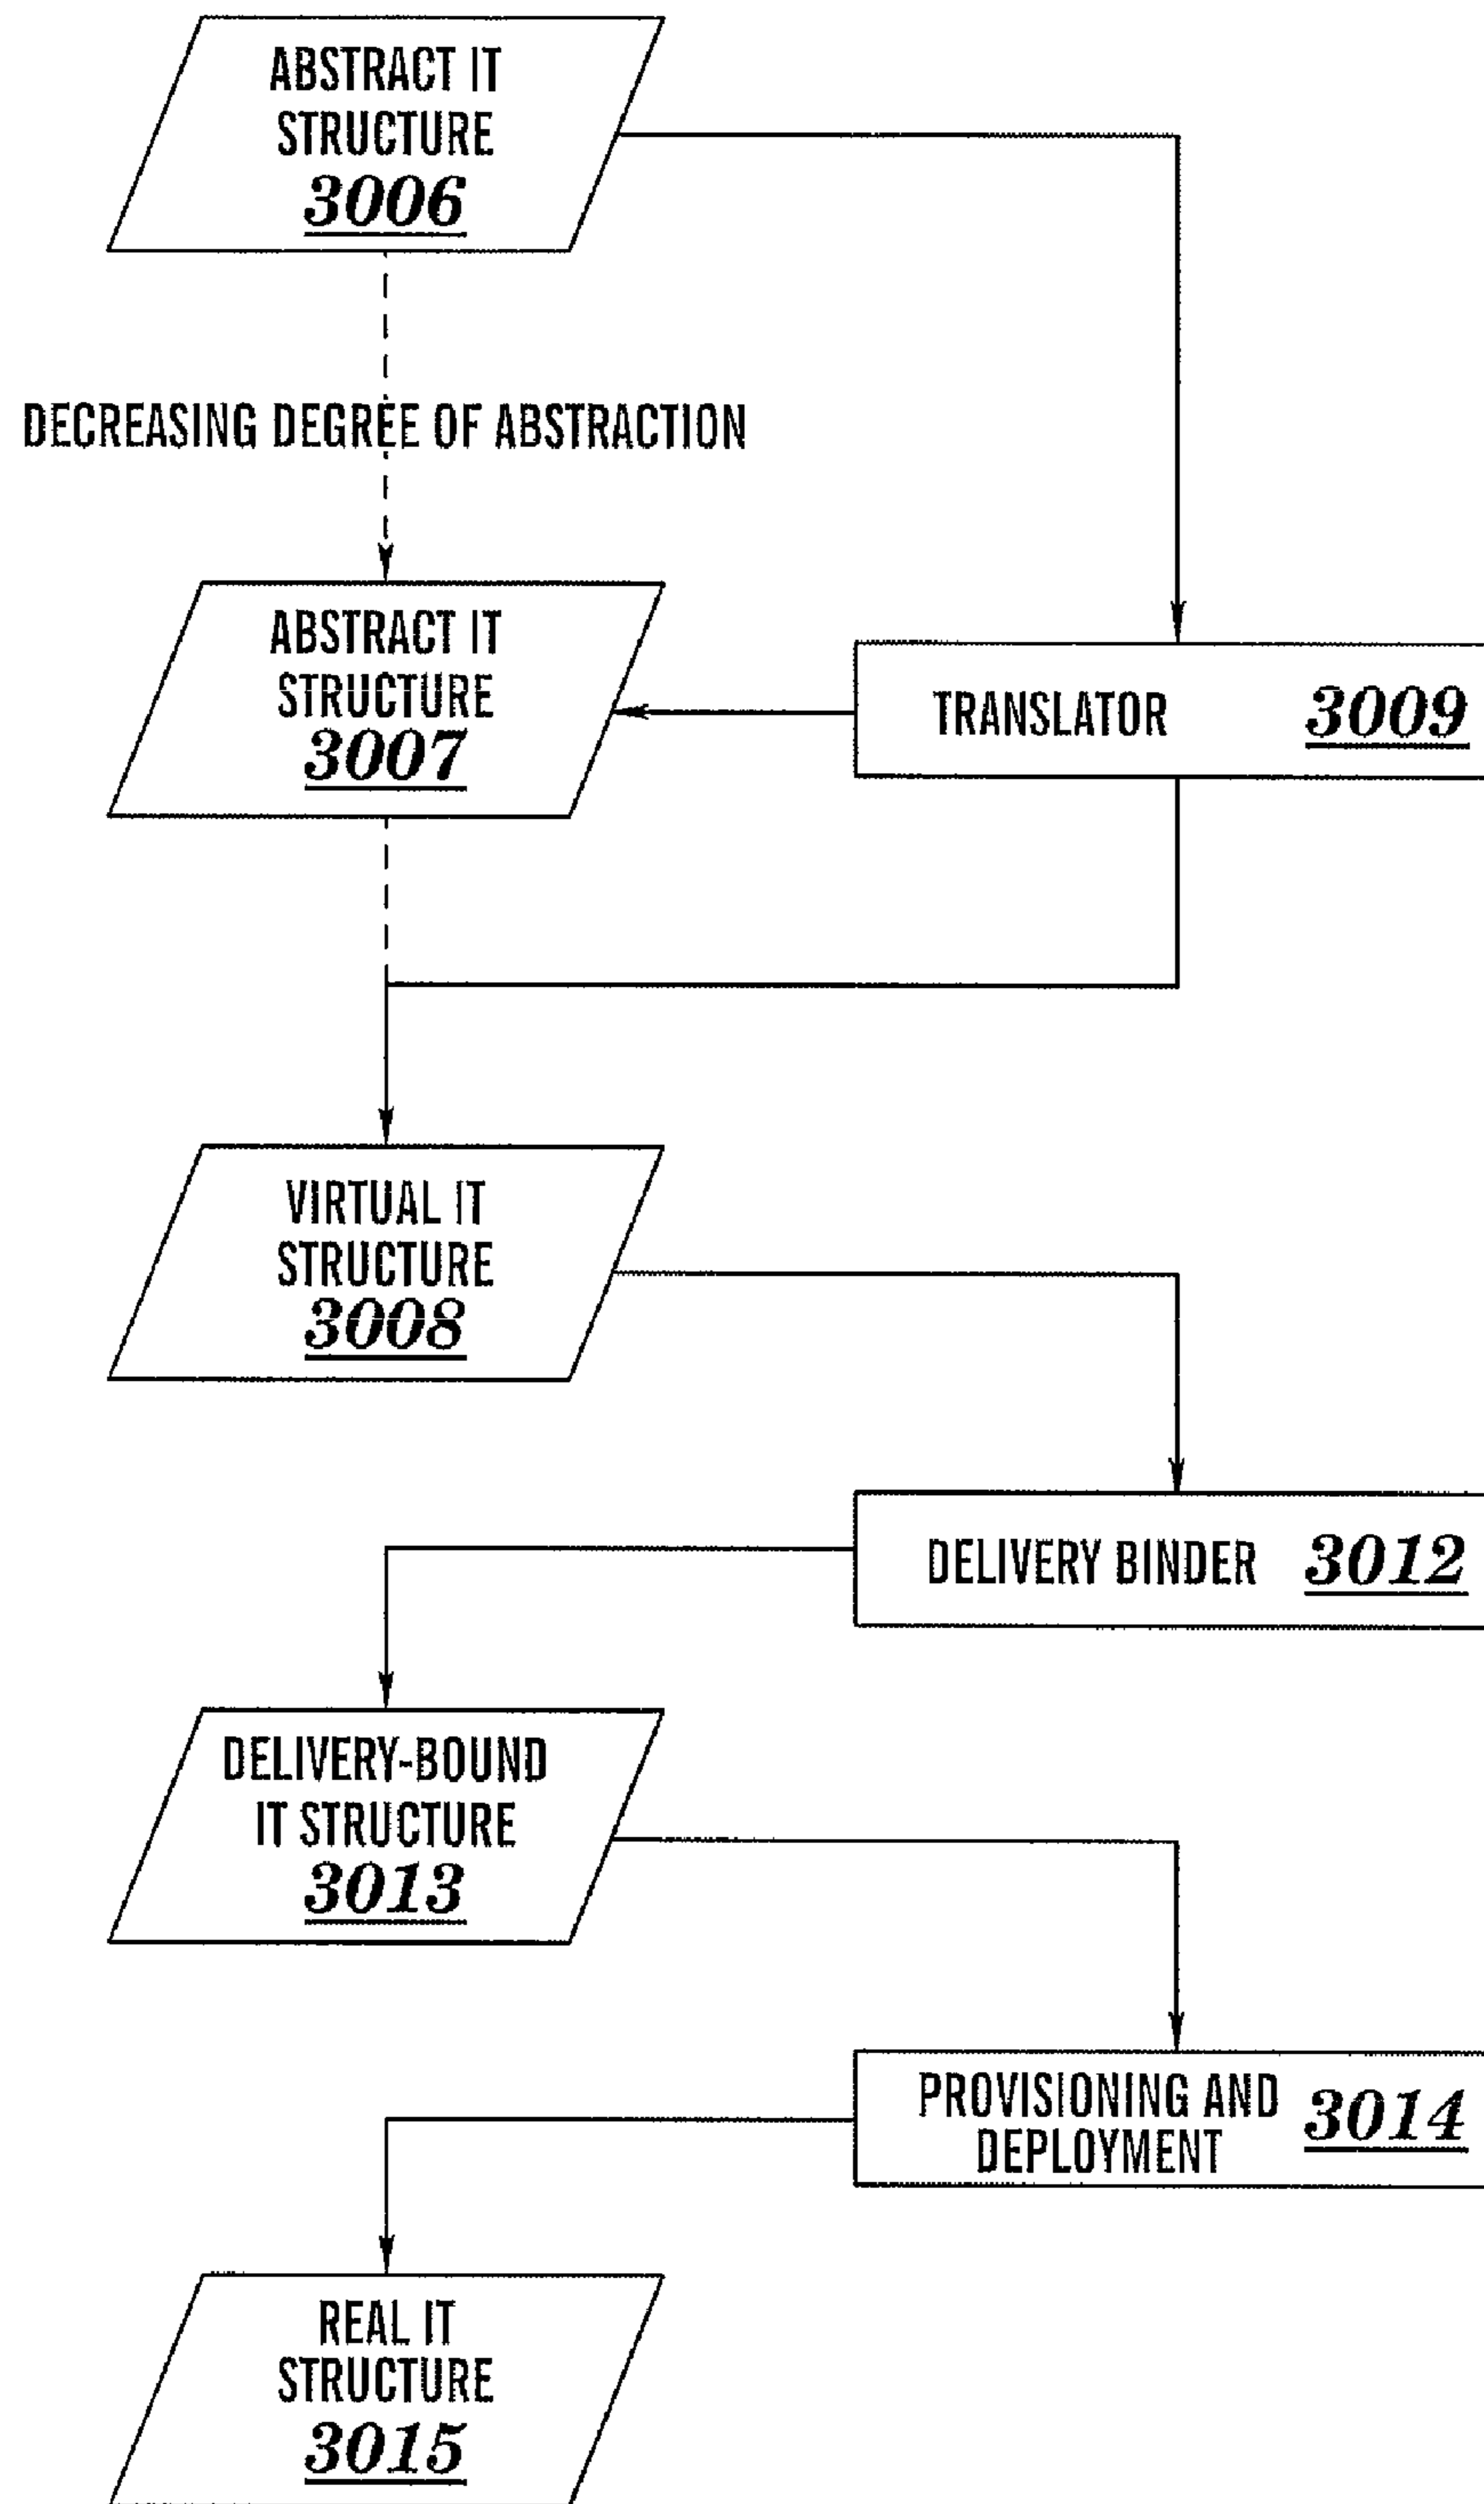 ABSTRACT IT
STRUCTURE
3006
DECREASING DEGREE OF ABSTRACTION
ABSTRACT IT
STRUCTURE
3007
TRANSLATOR 3009
VIRTUAL IT
STRUCTURE
3008
DELIVERY BINDER 3012
DELIVERY-BOUND
IT STRUCTURE
3013
PROVISIONING AND
DEPLOYMENT
3014
REAL IT
STRUCTURE
3015